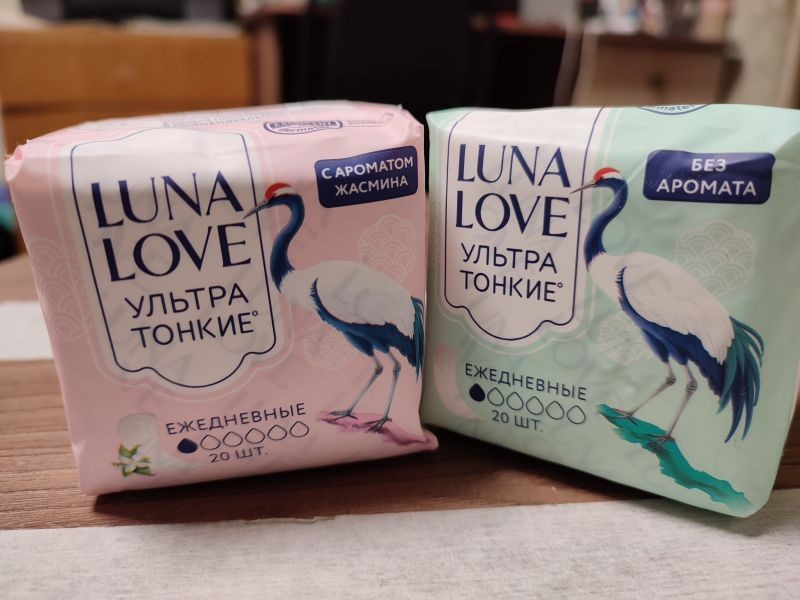 LUNA
LOVE
УЛЬТРА
ТОНКИЕ*
С АРОМАТОМ
ЖАСМИНА
ЕЖЕДНЕВНЫЕ
20 ШТ.
LUNA
LOVE
УЛЬТРА
ТОНКИЕ*
БЕЗ
АРОМАТА
ЕЖЕДНЕВНЫЕ
20 ШТ.